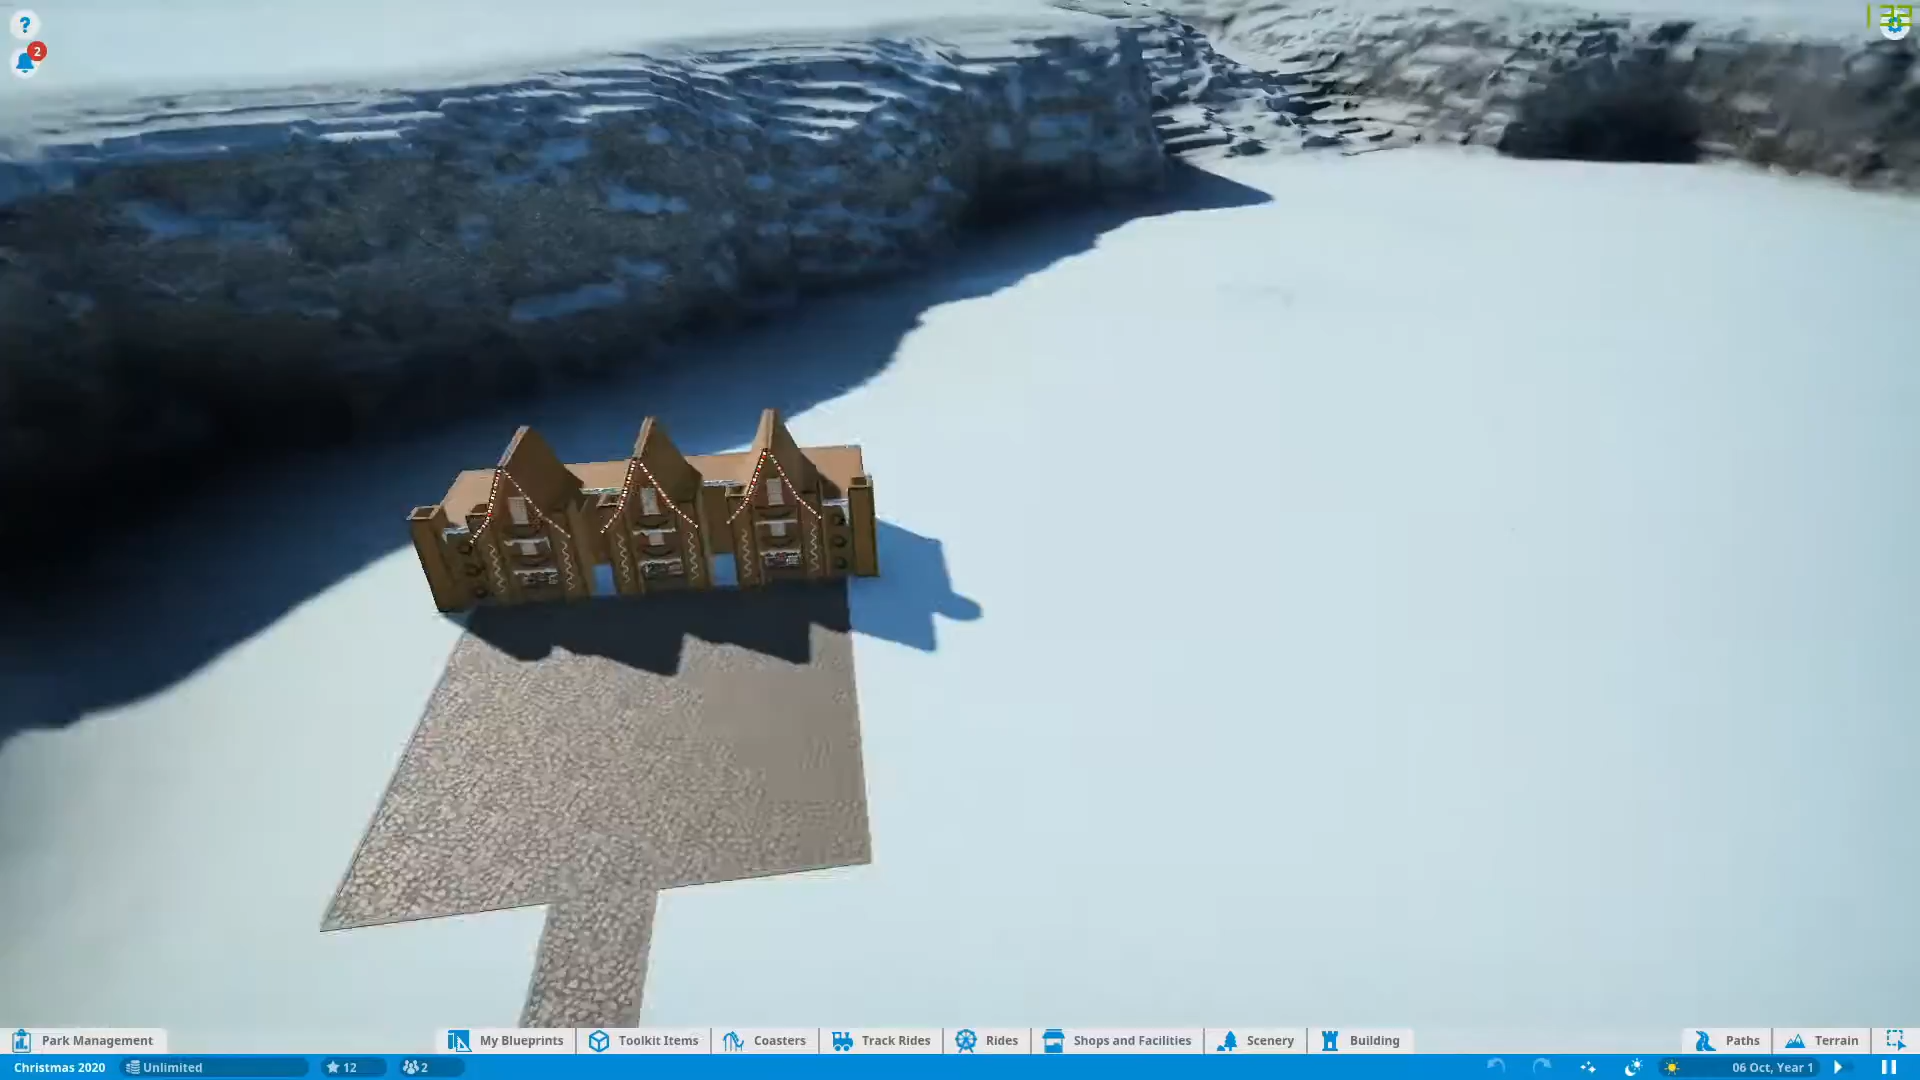 ?
2
132
Park Management
My Blueprints
Toolkit Items
Coasters
Track Rides
Rides
Shops and Facilities
Scenery
Building
Paths
Terrain
Christmas 2020
Unlimited
12
2
06 Oct, Year 1